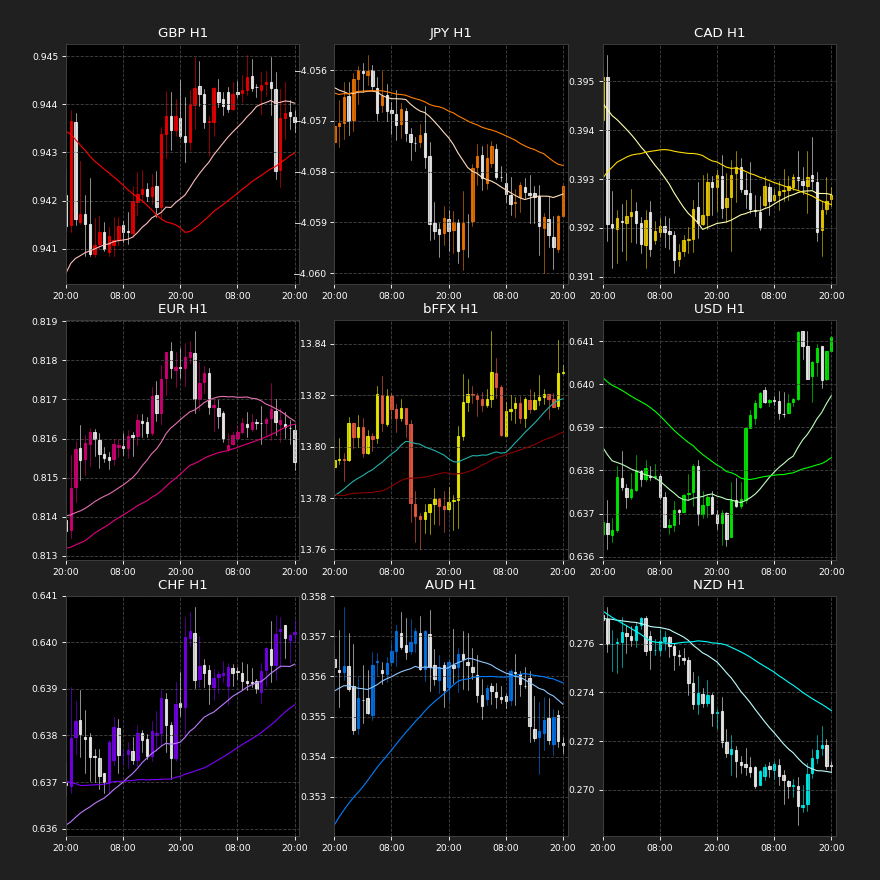 GBP H1
0.945
0.944
0.943
0.942
0.941
20:00 08:00 20:00 08:00 20:00
JPY H1
−4.056
−4.057
−4.058
−4.059
−4.060
20:00 08:00 20:00 08:00 20:00
CAD H1
0.395
0.394
0.393
0.392
0.391
20:00 08:00 20:00 08:00 20:00
EUR H1
0.819
0.818
0.817
0.816
0.815
0.814
0.813
20:00 08:00 20:00 08:00 20:00
bFFX H1
13.84
13.82
13.80
13.78
13.76
20:00 08:00 20:00 08:00 20:00
USD H1
0.641
0.640
0.639
0.638
0.637
0.636
20:00 08:00 20:00 08:00 20:00
CHF H1
0.641
0.640
0.639
0.638
0.637
0.636
20:00 08:00 20:00 08:00 20:00
AUD H1
0.358
0.357
0.356
0.355
0.354
0.353
20:00 08:00 20:00 08:00 20:00
NZD H1
0.276
0.274
0.272
0.270
20:00 08:00 20:00 08:00 20:00